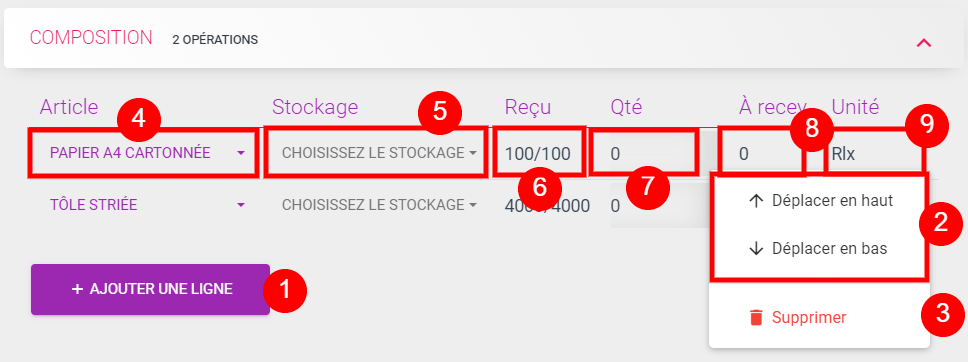 COMPOSITION 2 OPÉRATIONS
Article Stockage Reçu Qté À recev Unité
4 5 8 9
PAPIER A4 CARTONNÉE CHOISISSEZ LE STOCKAGE 100/100 0 0 Rlx
6 7
TÔLE STRIÉE CHOISISSEZ LE STOCKAGE 4000/4000 0
Déplacer en haut
2
Déplacer en bas
+ AJOUTER UNE LIGNE 1
Supprimer 3